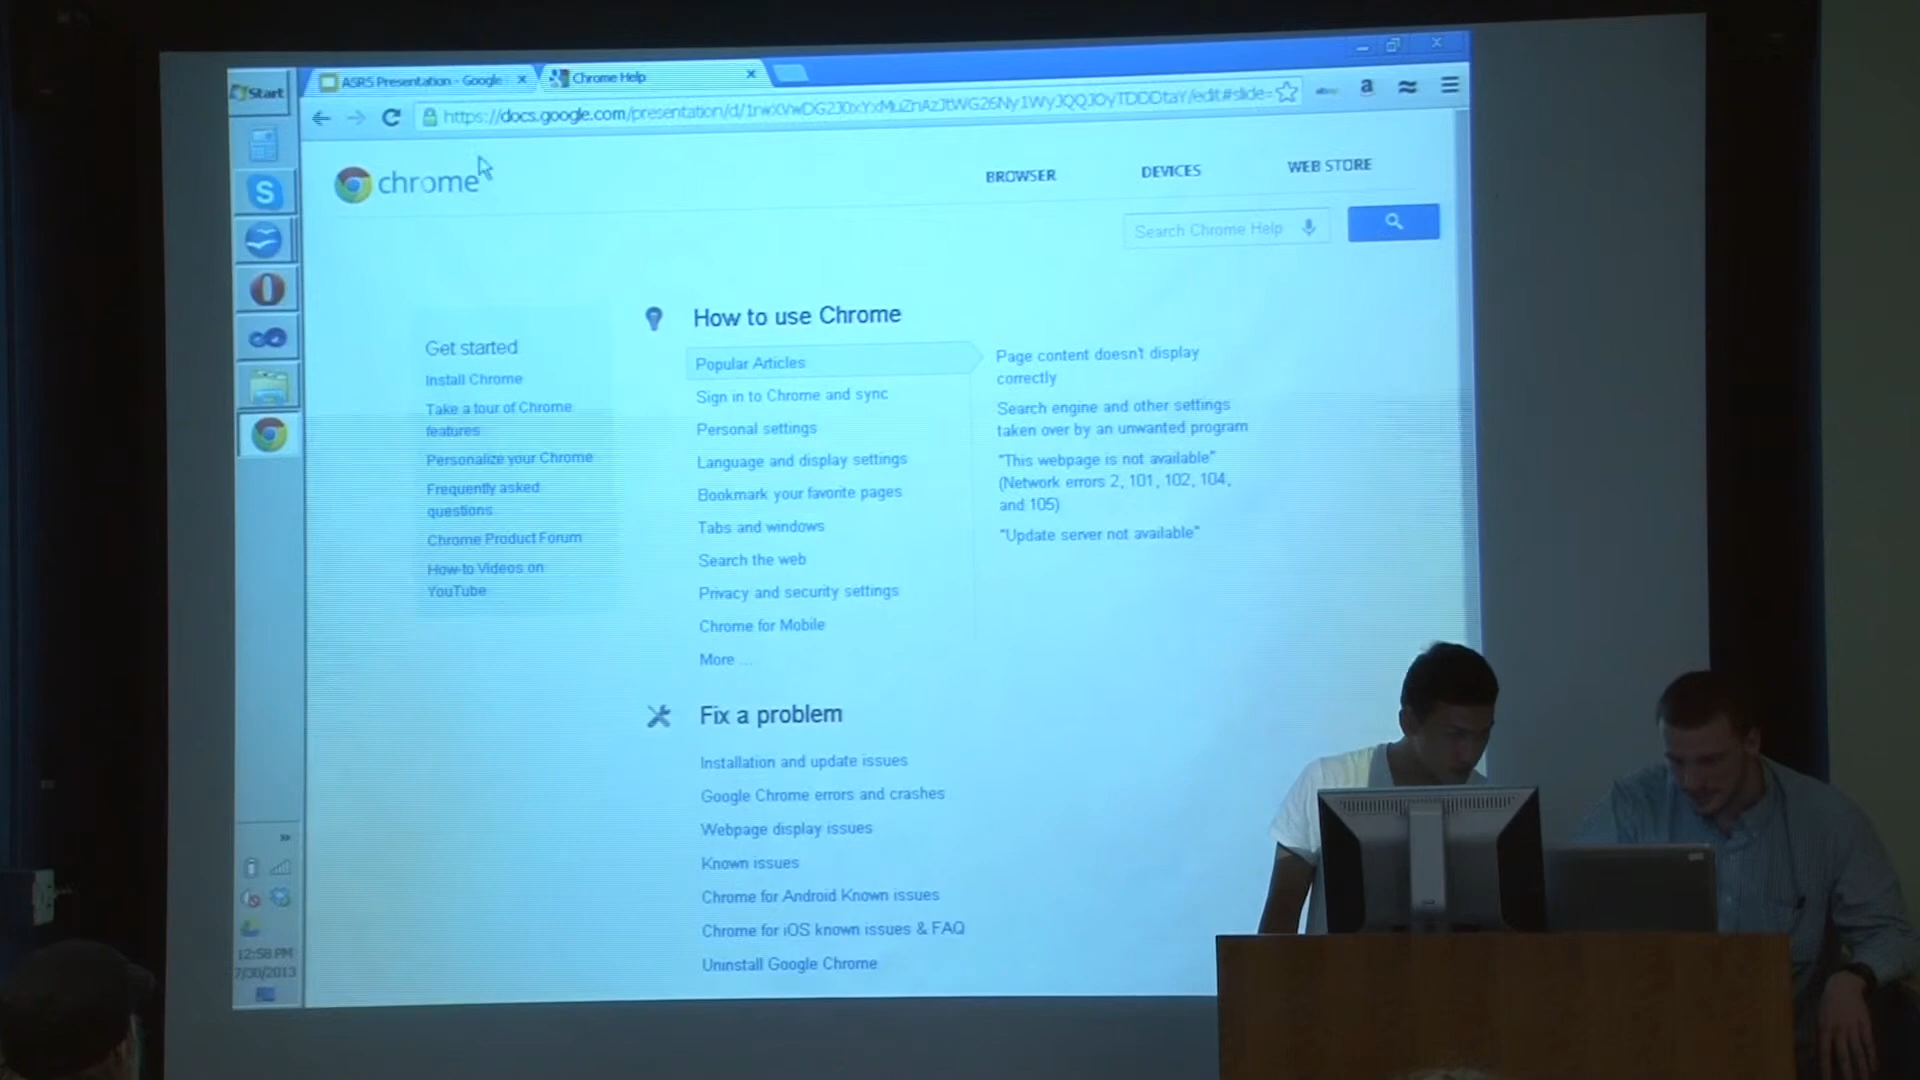 Start
ASRS Presentation - Google
Chrome Help
https://docs.google.com/presentation/d/
chrome
BROWSER
DEVICES
WEB STORE
Search Chrome Help
Get started
Install Chrome
Take a tour of Chrome
features
Personalize your Chrome
Frequently asked
questions
Chrome Product Forum
How-to Videos on
YouTube
How to use Chrome
Popular Articles
Sign in to Chrome and sync
Personal settings
Language and display settings
Bookmark your favorite pages
Tabs and windows
Search the web
Privacy and security settings
Chrome for Mobile
More ...
Page content doesn't display
correctly
Search engine and other settings
taken over by an unwanted program
"This webpage is not available"
(Network errors 2, 101, 102, 104,
and 105)
"Update server not available"
Fix a problem
Installation and update issues
Google Chrome errors and crashes
Webpage display issues
Known issues
Chrome for Android Known issues
Chrome for iOS known issues & FAQ
Uninstall Google Chrome
12:58 PM
7/30/2013